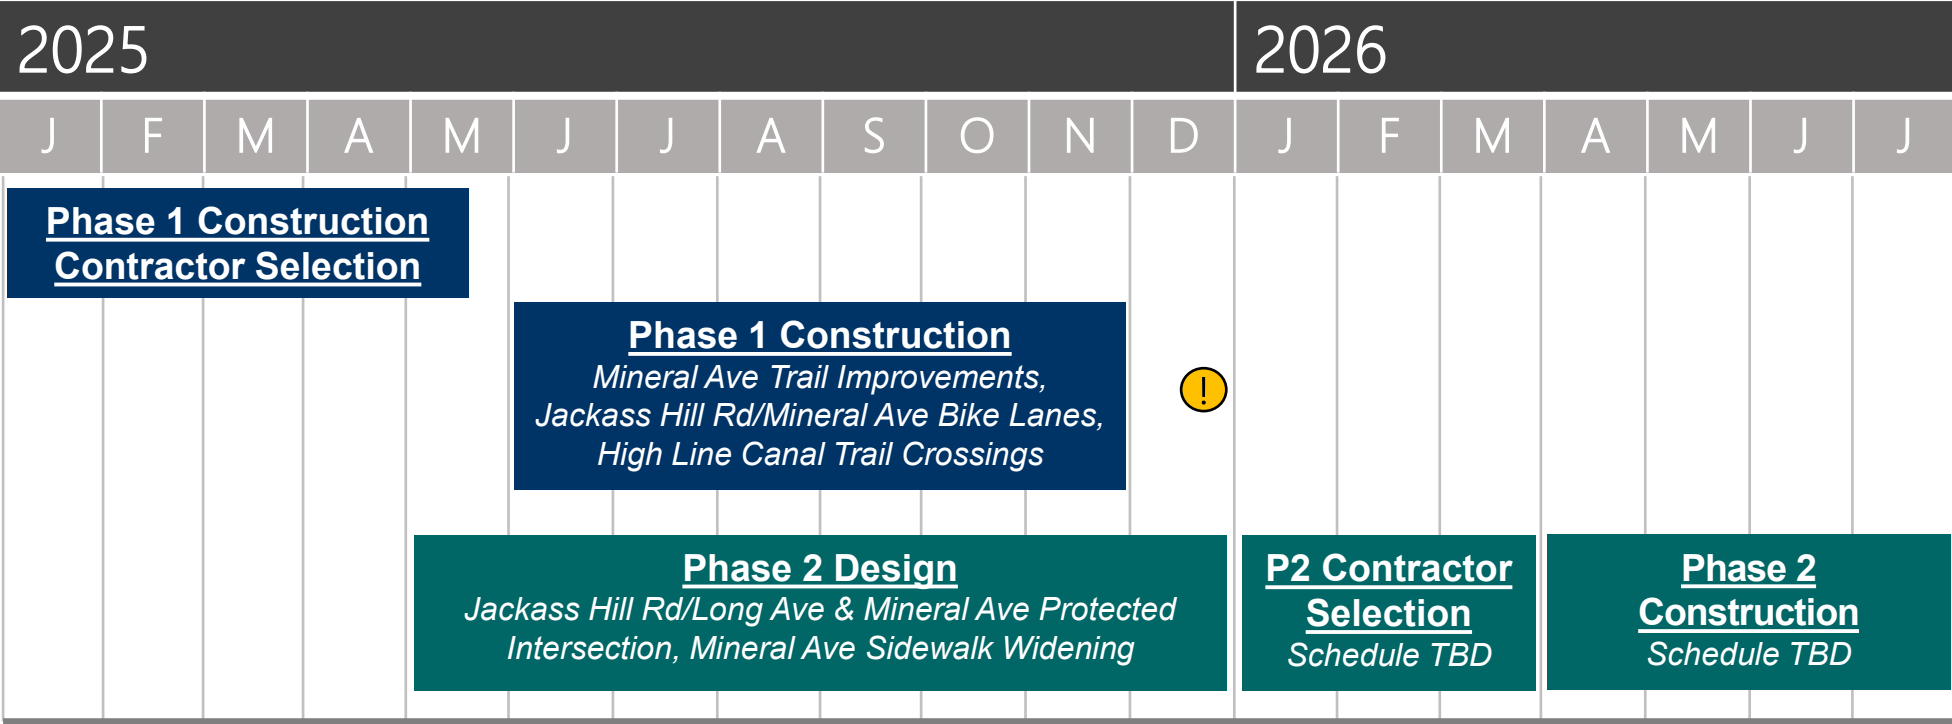 2025 2026
J F M A M J J A S O N D J F M A M J J
Phase 1 Construction
Contractor Selection
Phase 1 Construction
Mineral Ave Trail Improvements,
Jackass Hill Rd/Mineral Ave Bike Lanes,
High Line Canal Trail Crossings
!
Phase 2 Design
Jackass Hill Rd/Long Ave & Mineral Ave Protected
Intersection, Mineral Ave Sidewalk Widening
P2 Contractor
Selection
Schedule TBD
Phase 2
Construction
Schedule TBD